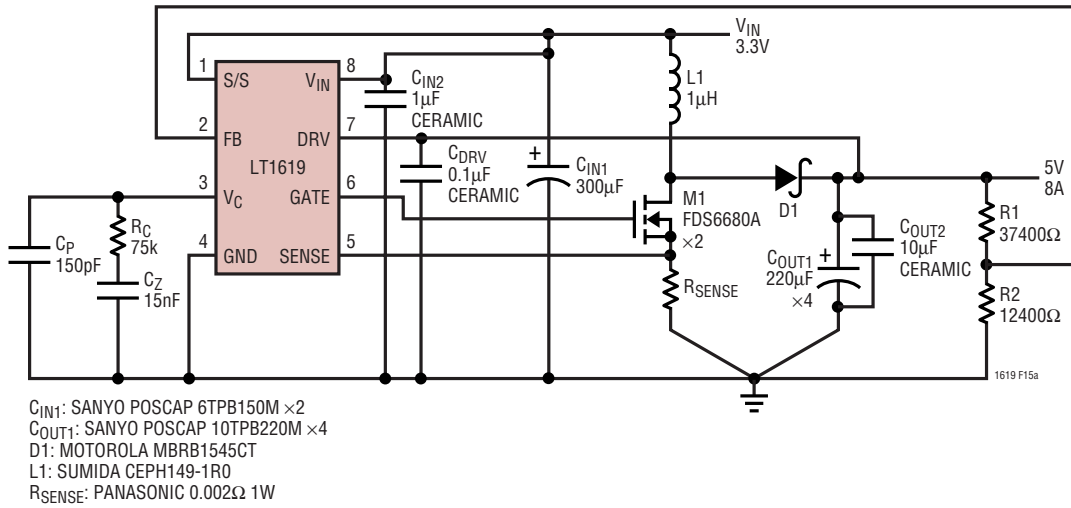 V_IN
3.3V
1
S/S
V_IN
8
C_IN2
1µF
CERAMIC
L1
1µH
2
FB
DRV
7
LT1619
C_DRV
0.1µF
CERAMIC
+
C_IN1
300µF
5V
8A
3
V_C
GATE
6
M1
FDS6680A
×2
D1
R1
37400Ω
C_P
150pF
R_C
75k
C_Z
15nF
4
GND
SENSE
5
R_SENSE
+
C_OUT1
220µF
×4
C_OUT2
10µF
CERAMIC
R2
12400Ω
1619 F15a
C_IN1: SANYO POSCAP 6TPB150M ×2
C_OUT1: SANYO POSCAP 10TPB220M ×4
D1: MOTOROLA MBRB1545CT
L1: SUMIDA CEPH149-1R0
R_SENSE: PANASONIC 0.002Ω 1W